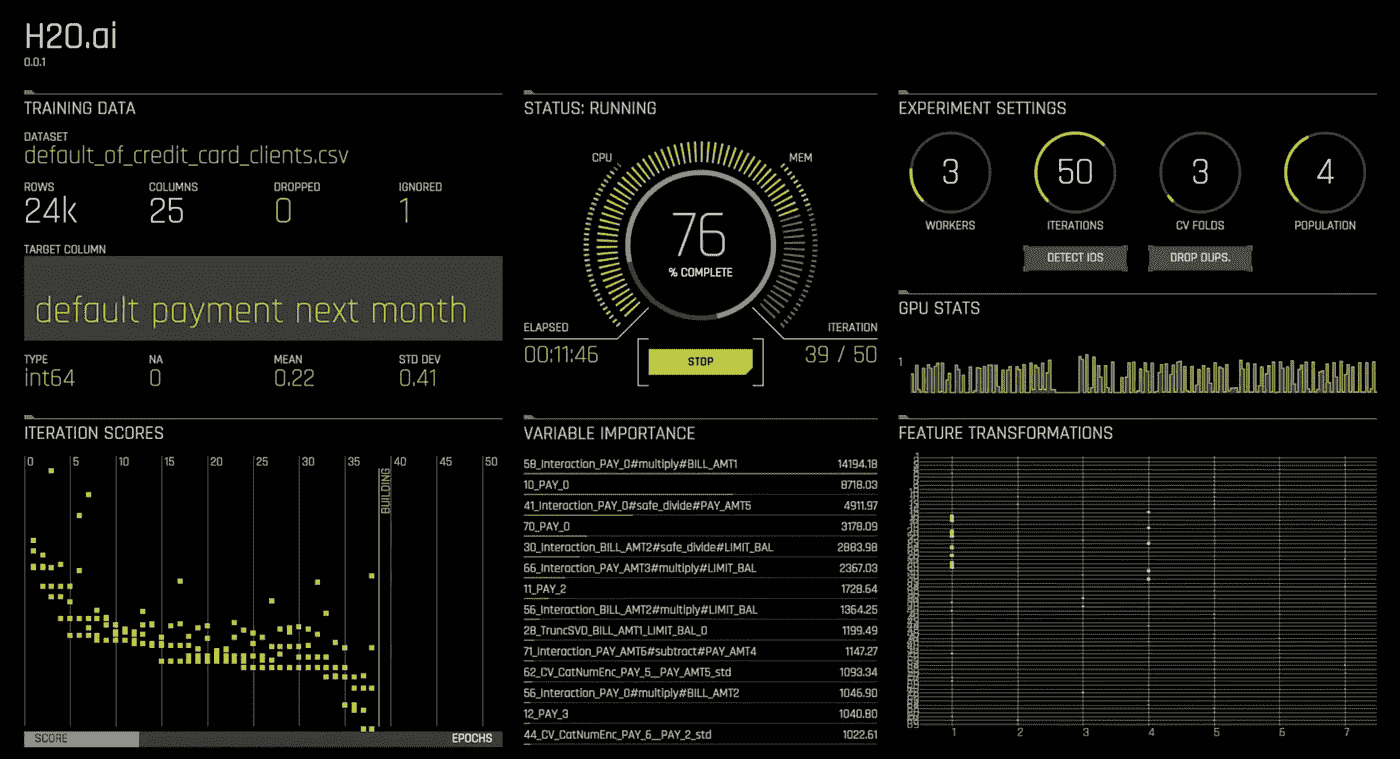 H2O.ai
0.0.1
TRAINING DATA
DATASET
default_of_credit_card_clients.csv
ROWS COLUMNS DROPPED IGNORED
24k 25 0 1
TARGET COLUMN
default payment next month
TYPE NA MEAN STD DEV
int64 0 0.22 0.41
STATUS: RUNNING
CPU MEM
76
% COMPLETE
ELAPSED ITERATION
00:11:46 39 / 50
STOP
EXPERIMENT SETTINGS
3 50 3 4
WORKERS ITERATIONS CV FOLDS POPULATION
DETECT IDS DROP DUPS.
GPU STATS
1
ITERATION SCORES
0 5 10 15 20 25 30 35 40 45 50
BUILDING
SCORE EPOCHS
VARIABLE IMPORTANCE
58_Interaction_PAY_0#multiply#BILL_AMT1 14194.18
10_PAY_0 8718.03
41_Interaction_PAY_0#safe_divide#PAY_AMT5 4911.97
70_PAY_0 3178.09
30_Interaction_BILL_AMT2#safe_divide#LIMIT_BAL 2883.98
66_Interaction_PAY_AMT3#multiply#LIMIT_BAL 2367.03
11_PAY_2 1728.64
56_Interaction_BILL_AMT2#multiply#LIMIT_BAL 1364.25
28_TruncSVD_BILL_AMT1_LIMIT_BAL_0 1199.49
71_Interaction_PAY_AMT6#subtract#PAY_AMT4 1147.27
62_CV_CatNumEnc_PAY_5__PAY_AMT5_std 1093.34
56_Interaction_PAY_0#multiply#BILL_AMT2 1046.90
12_PAY_3 1040.80
44_CV_CatNumEnc_PAY_6__PAY_2_std 1022.61
FEATURE TRANSFORMATIONS
1 2 3 4 5 6 7